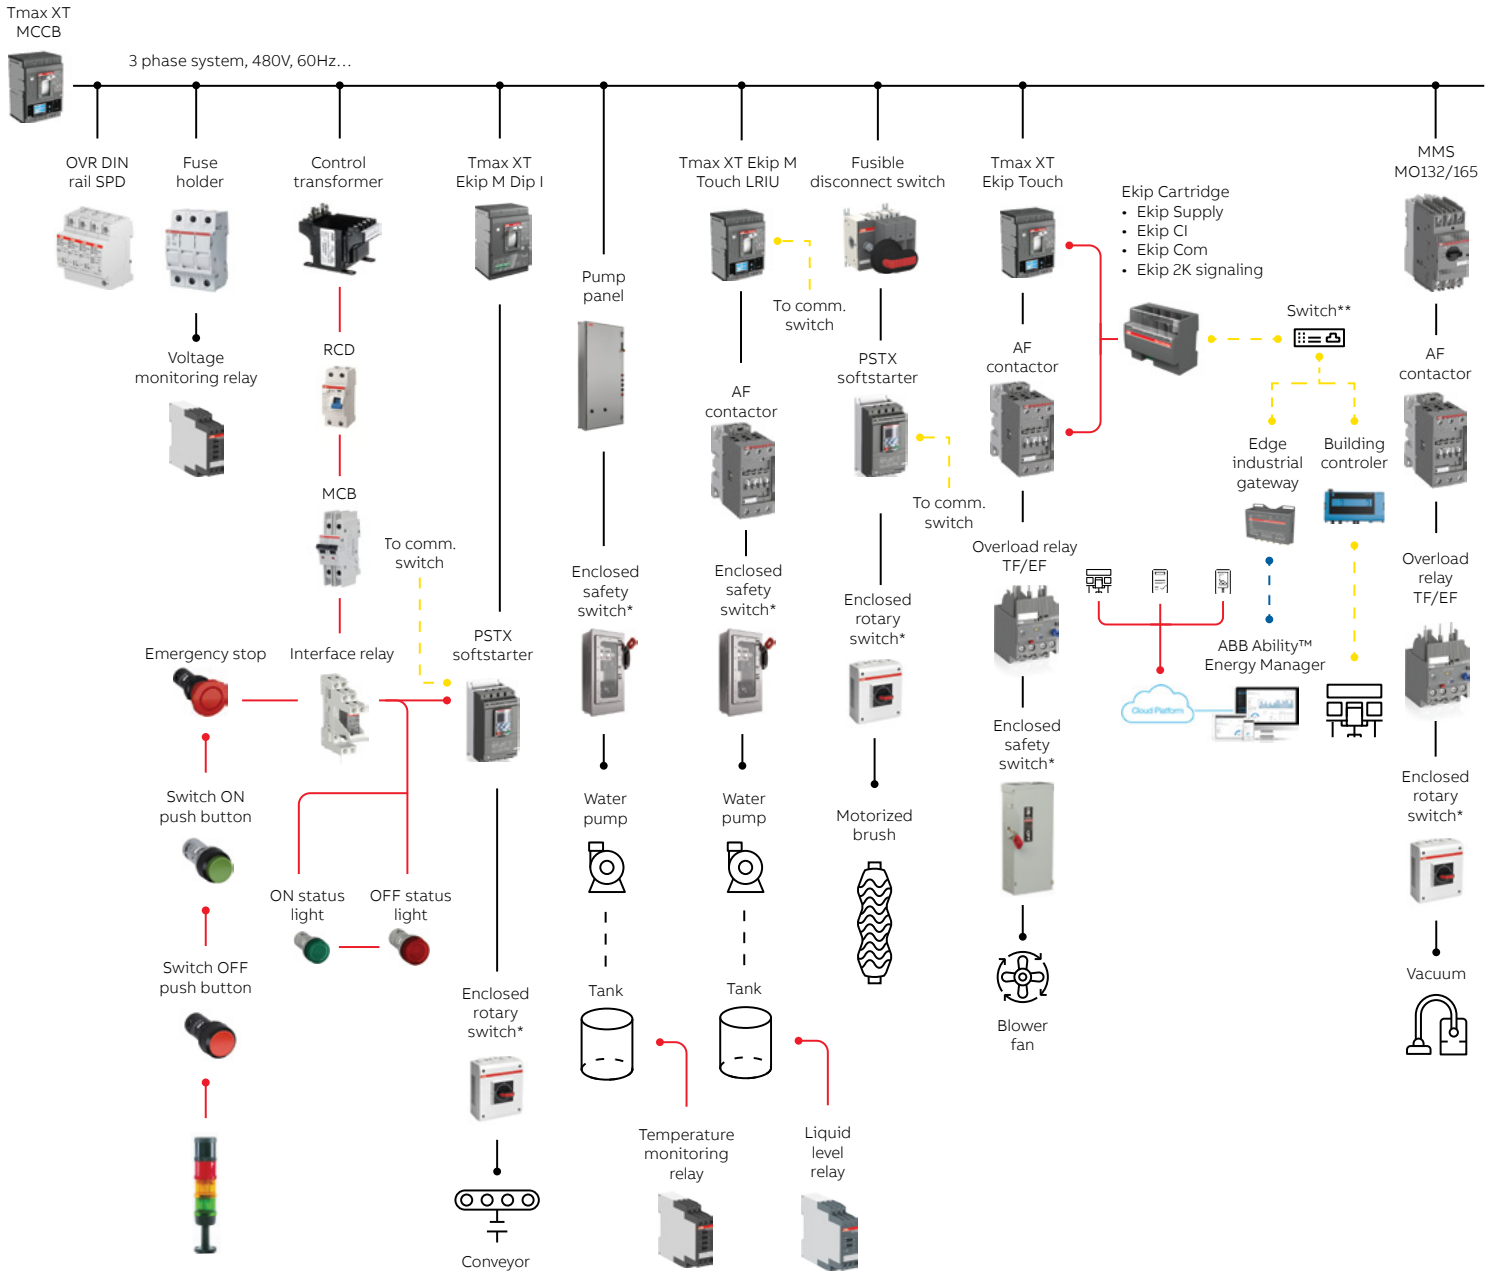 Tmax XT
MCCB
3 phase system, 480V, 60Hz...
OVR DIN
rail SPD
Fuse
holder
Control
transformer
Tmax XT
Ekip M Dip I
Tmax XT Ekip M
Touch LRIU
Fusible
disconnect switch
Tmax XT
Ekip Touch
MMS
MO132/165
Ekip Cartridge
• Ekip Supply
• Ekip CI
• Ekip Com
• Ekip 2K signaling
Pump
panel
To comm.
switch
Switch**
Voltage
monitoring relay
RCD
AF
contactor
PSTX
softstarter
AF
contactor
AF
contactor
Edge
industrial
gateway
Building
controler
MCB
To comm.
switch
To comm.
switch
Enclosed
safety
switch*
Enclosed
safety
switch*
Enclosed
rotary
switch*
Overload relay
TF/EF
Overload
relay
TF/EF
Emergency stop
Interface relay
PSTX
softstarter
ABB Ability™
Energy Manager
Cloud Platform
Enclosed
safety
switch*
Enclosed
rotary
switch*
Switch ON
push button
Water
pump
Water
pump
Motorized
brush
ON status
light
OFF status
light
Switch OFF
push button
Enclosed
rotary
switch*
Tank
Tank
Blower
fan
Vacuum
Temperature
monitoring
relay
Liquid
level
relay
Conveyor